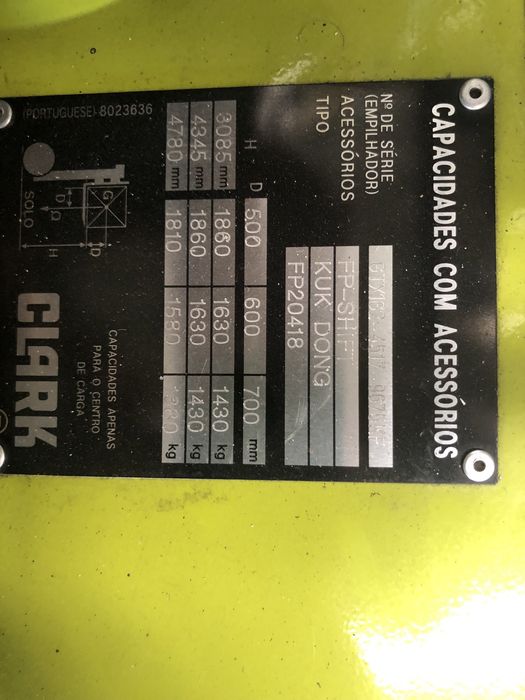 CAPACIDADES COM ACESSÓRIOS
Nº DE SÉRIE
(EMPILHADOR)
ACESSÓRIOS FP-SHIFT
KUK DONG
TIPO FP20418
H D 500 600 700 mm
3085 mm 1860 1630 1430 kg
4345 mm 1860 1630 1430 kg
4780 mm 1810 1580 kg
G
D
Q
D
H
SOLO
CAPACIDADES APENAS
PARA O CENTRO
DE CARGA
CLARK
(PORTUGUESE)-8023636